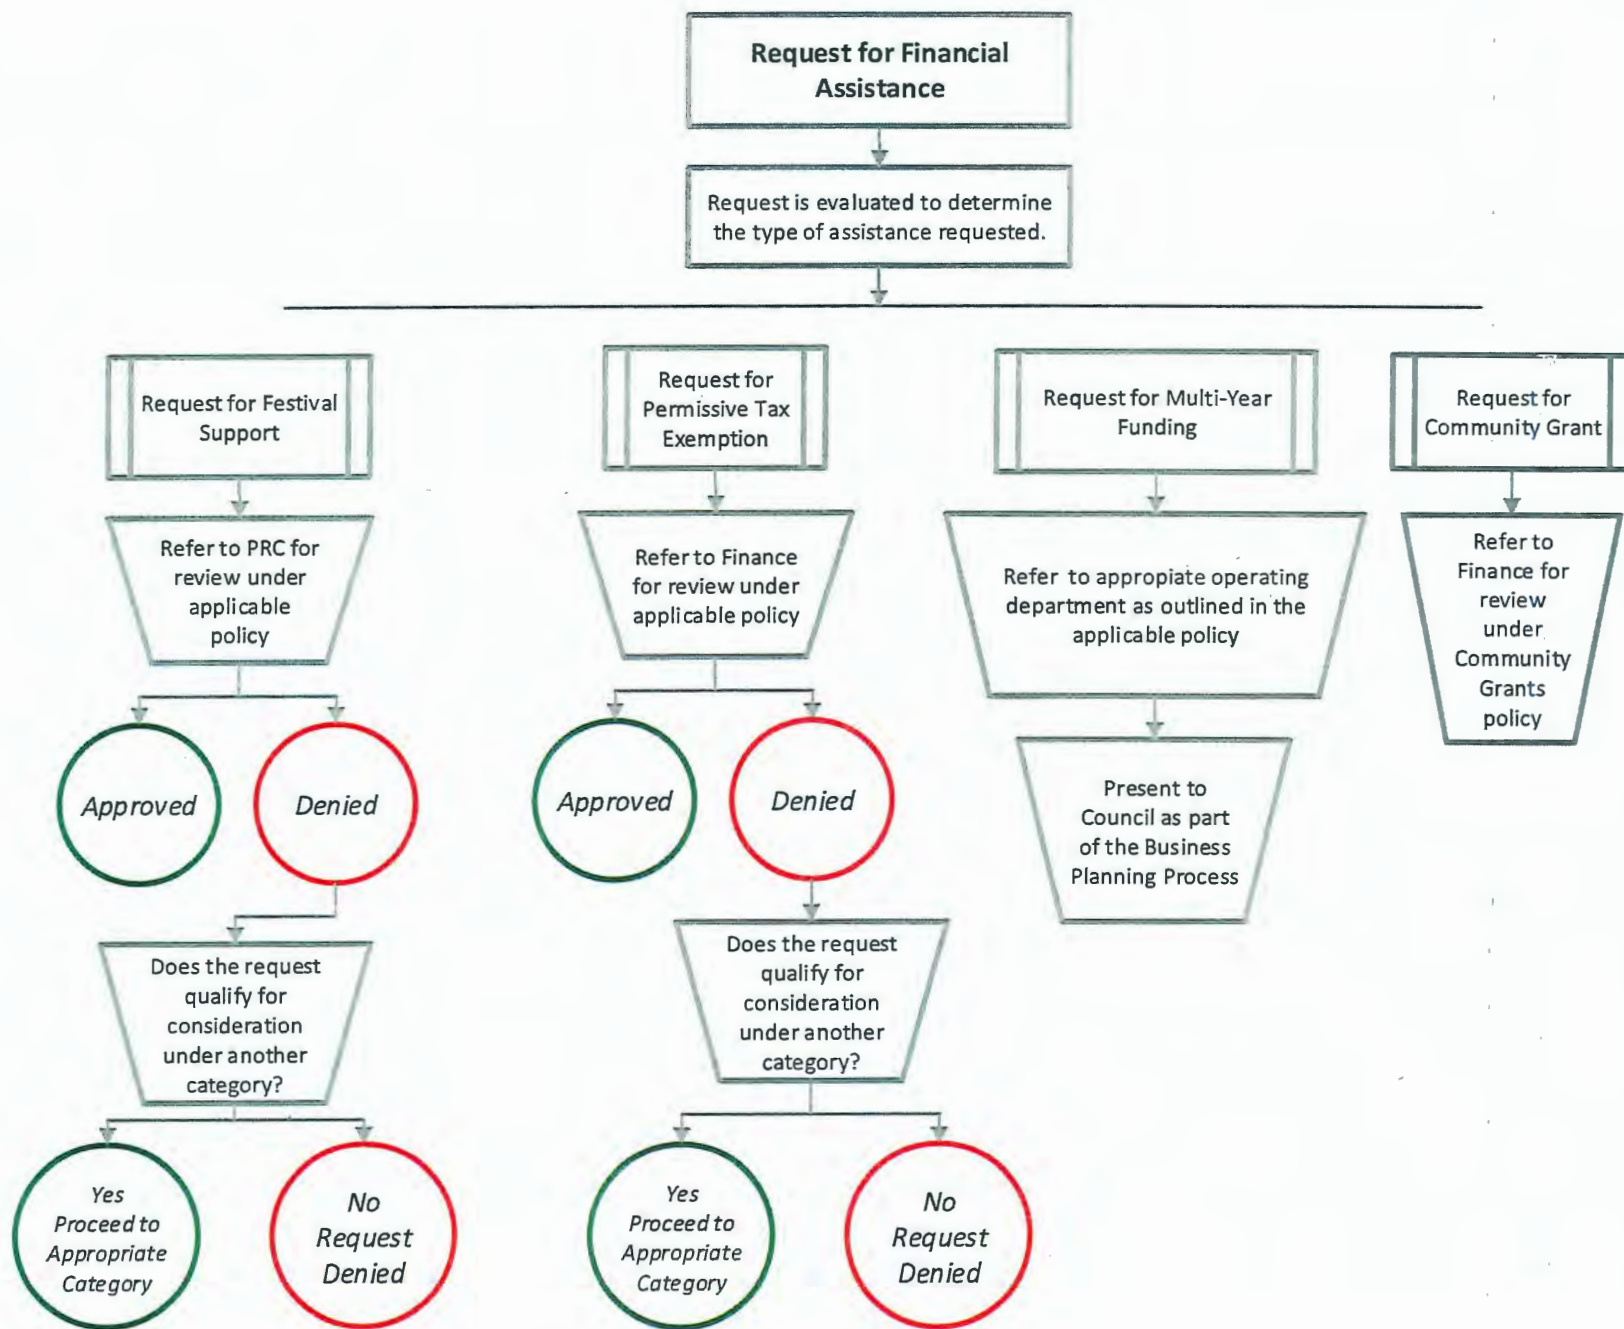 Request for Financial
Assistance
Request is evaluated to determine
the type of assistance requested.
Request for Festival
Support
Request for
Permissive Tax
Exemption
Request for Multi-Year
Funding
Request for
Community Grant
Refer to PRC for
review under
applicable
policy
Refer to Finance
for review under
applicable policy
Refer to appropiate operating
department as outlined in the
applicable policy
Refer to
Finance for
review
under
Community
Grants
policy
Approved
Denied
Approved
Denied
Present to
Council as part
of the Business
Planning Process
Does the request
qualify for
consideration
under another
category?
Does the request
qualify for
consideration
under another
category?
Yes
Proceed to
Appropriate
Category
No
Request
Denied
Yes
Proceed to
Appropriate
Category
No
Request
Denied